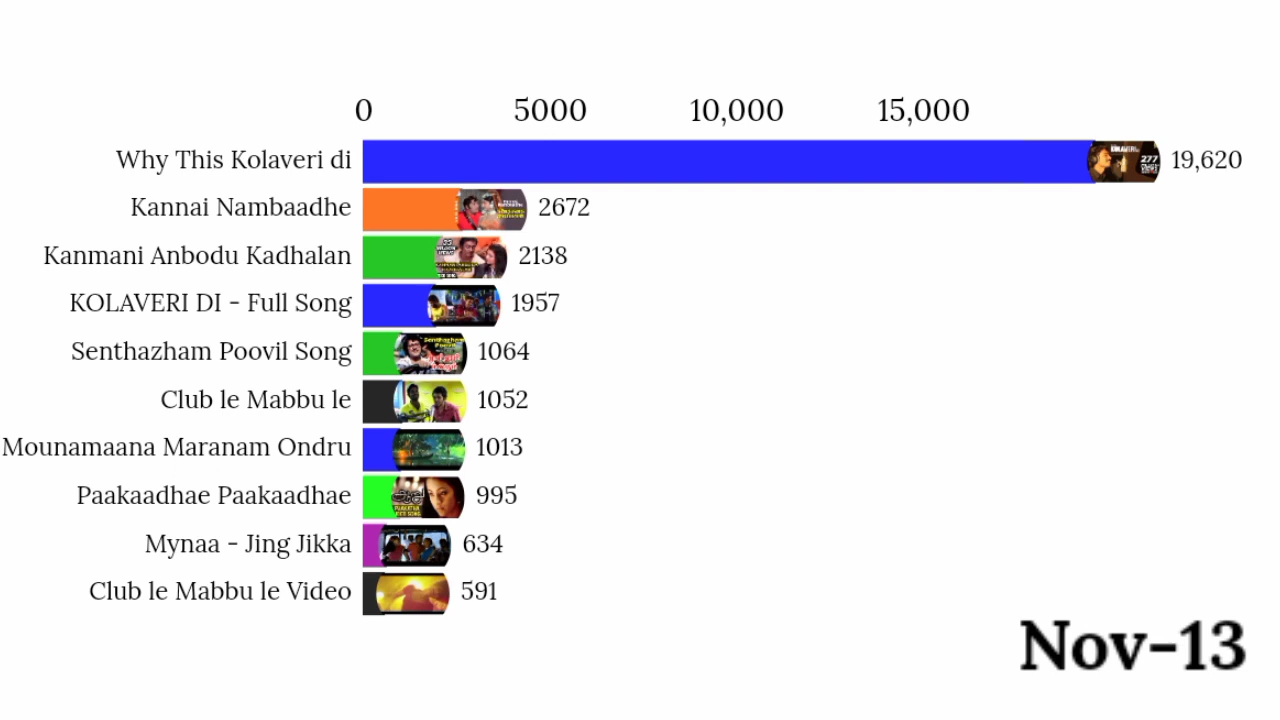 0 5000 10,000 15,000
Why This Kolaveri di 19,620
Kannai Nambaadhe 2672
Kanmani Anbodu Kadhalan 2138
KOLAVERI DI - Full Song 1957
Senthazham Poovil Song 1064
Club le Mabbu le 1052
Mounamaana Maranam Ondru 1013
Paakaadhae Paakaadhae 995
Mynaa - Jing Jikka 634
Club le Mabbu le Video 591
Nov-13